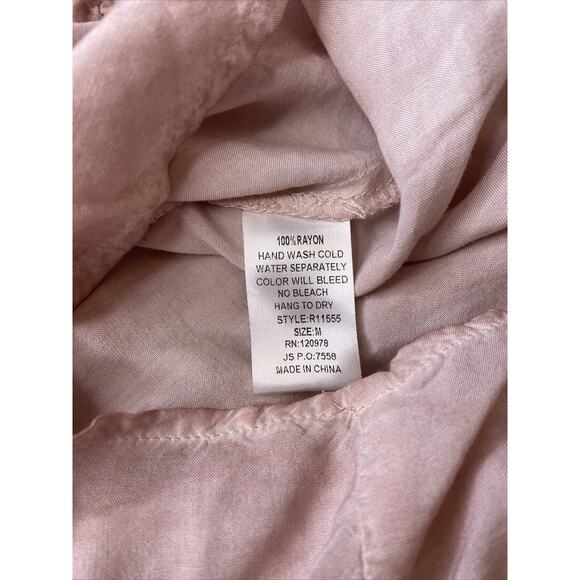 100% RAYON
HAND WASH COLD
WATER SEPARATELY
COLOR WILL BLEED
NO BLEACH
HANG TO DRY
STYLE:R11555
SIZE:M
RN:120978
JS P.O:7558
MADE IN CHINA